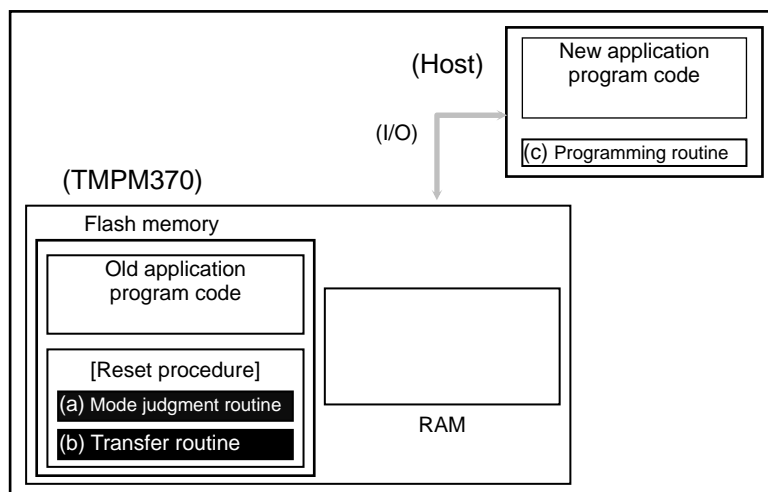 (Host)
New application
program code
(I/O)
(c) Programming routine
(TMPM370)
Flash memory
Old application
program code
[Reset procedure]
(a) Mode judgment routine
(b) Transfer routine
RAM